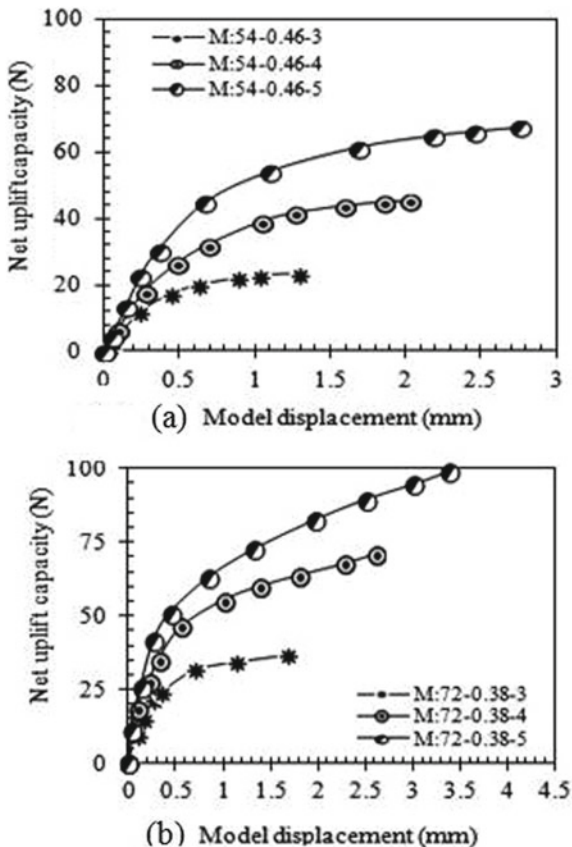 100
80
60
40
20
0
Net upliftcapacity (N)
M:54-0.46-3
M:54-0.46-4
M:54-0.46-5
0 0.5 1 1.5 2 2.5 3
(a) Model displacement (mm)
100
75
50
25
0
Net uplift capacity (N)
M:72-0.38-3
M:72-0.38-4
M:72-0.38-5
0 0.5 1 1.5 2 2.5 3 3.5 4 4.5
(b) Model displacement (mm)